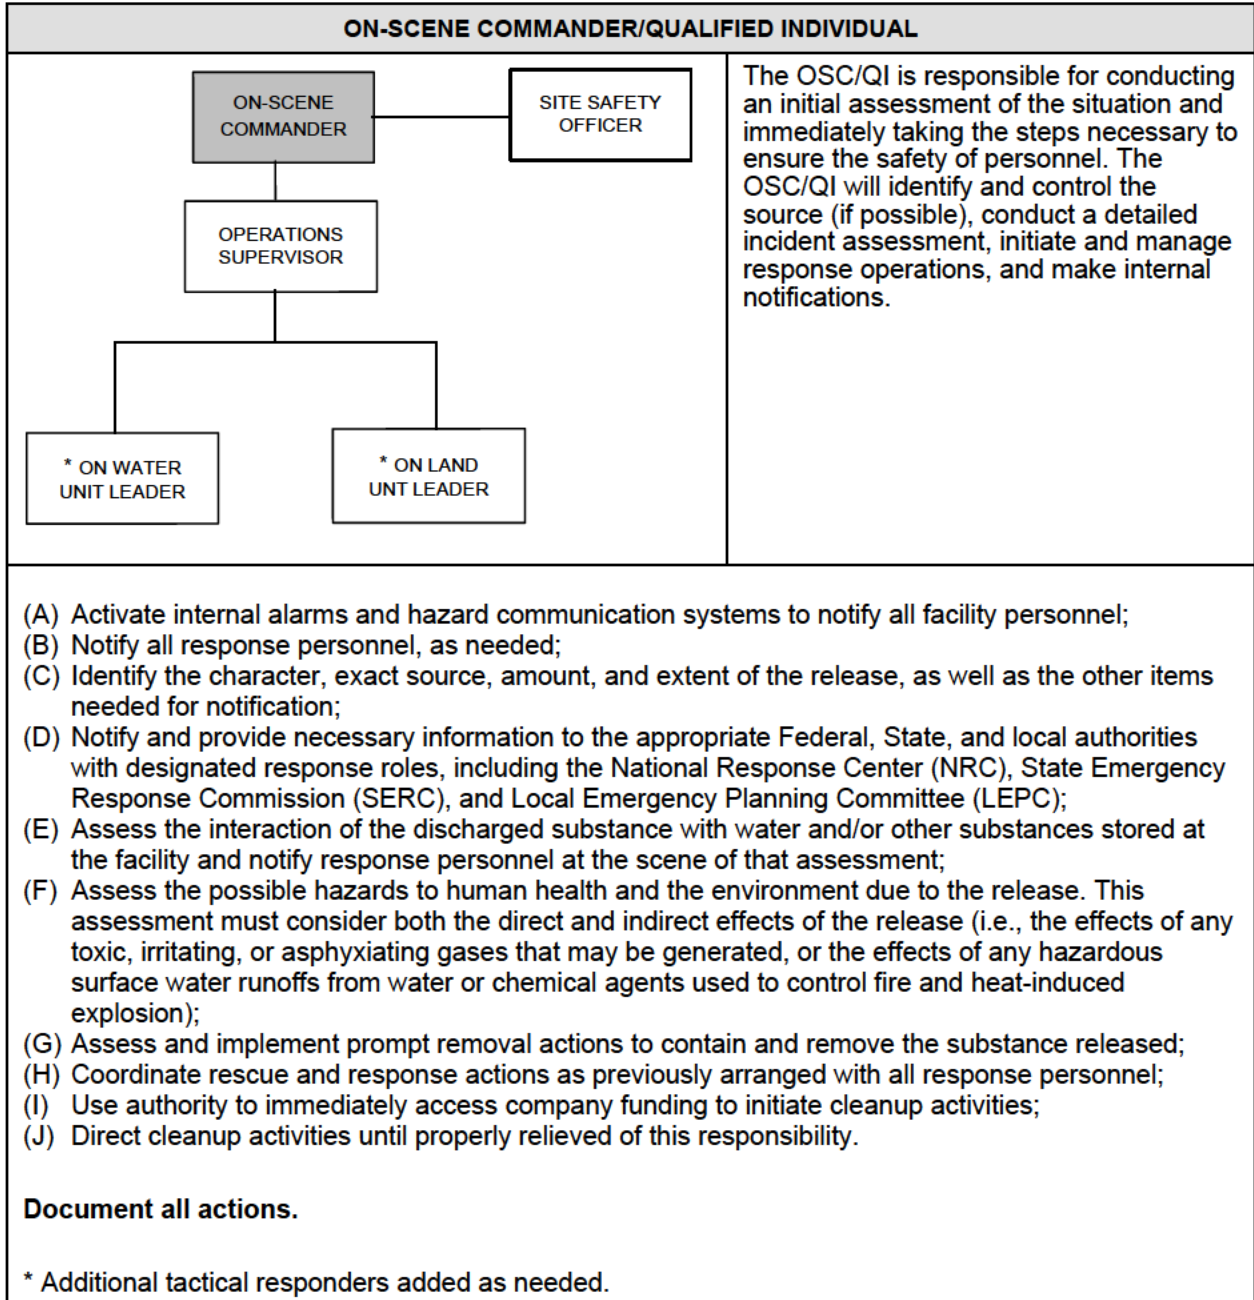 ON-SCENE COMMANDER/QUALIFIED INDIVIDUAL
ON-SCENE
COMMANDER
SITE SAFETY
OFFICER
OPERATIONS
SUPERVISOR
* ON WATER
UNIT LEADER
* ON LAND
UNT LEADER
The OSC/QI is responsible for conducting
an initial assessment of the situation and
immediately taking the steps necessary to
ensure the safety of personnel. The
OSC/QI will identify and control the
source (if possible), conduct a detailed
incident assessment, initiate and manage
response operations, and make internal
notifications.
(A) Activate internal alarms and hazard communication systems to notify all facility personnel;
(B) Notify all response personnel, as needed;
(C) Identify the character, exact source, amount, and extent of the release, as well as the other items
needed for notification;
(D) Notify and provide necessary information to the appropriate Federal, State, and local authorities
with designated response roles, including the National Response Center (NRC), State Emergency
Response Commission (SERC), and Local Emergency Planning Committee (LEPC);
(E) Assess the interaction of the discharged substance with water and/or other substances stored at
the facility and notify response personnel at the scene of that assessment;
(F) Assess the possible hazards to human health and the environment due to the release. This
assessment must consider both the direct and indirect effects of the release (i.e., the effects of any
toxic, irritating, or asphyxiating gases that may be generated, or the effects of any hazardous
surface water runoffs from water or chemical agents used to control fire and heat-induced
explosion);
(G) Assess and implement prompt removal actions to contain and remove the substance released;
(H) Coordinate rescue and response actions as previously arranged with all response personnel;
(I) Use authority to immediately access company funding to initiate cleanup activities;
(J) Direct cleanup activities until properly relieved of this responsibility.
Document all actions.
* Additional tactical responders added as needed.